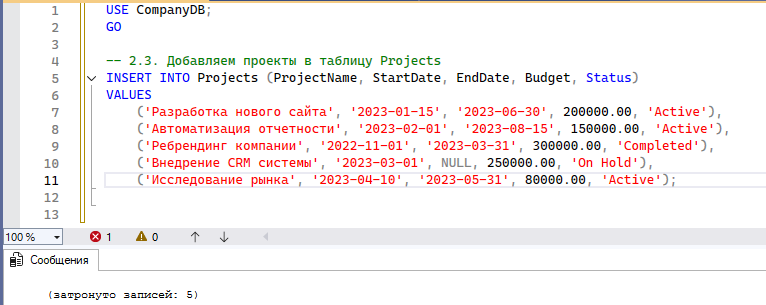 1 USE CompanyDB;
2 GO
3
4 -- 2.3. Добавляем проекты в таблицу Projects
5 INSERT INTO Projects (ProjectName, StartDate, EndDate, Budget, Status)
6 VALUES
7 ('Разработка нового сайта', '2023-01-15', '2023-06-30', 200000.00, 'Active'),
8 ('Автоматизация отчетности', '2023-02-01', '2023-08-15', 150000.00, 'Active'),
9 ('Ребрендинг компании', '2022-11-01', '2023-03-31', 300000.00, 'Completed'),
10 ('Внедрение CRM системы', '2023-03-01', NULL, 250000.00, 'On Hold'),
11 ('Исследование рынка', '2023-04-10', '2023-05-31', 80000.00, 'Active');
12
13
100 % 1 0
Сообщения
(затронуто записей: 5)